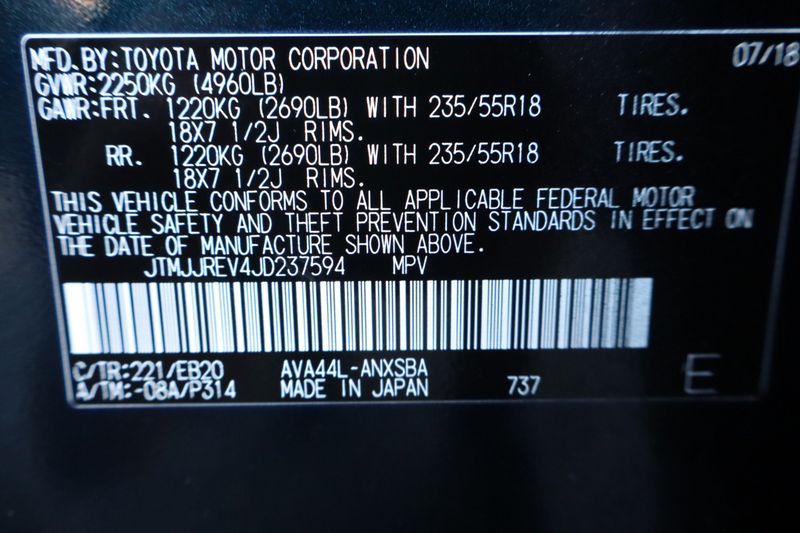 MFD.BY:TOYOTA MOTOR CORPORATION 07/18
GVWR:2250KG (4960LB)
GAWR:FRT. 1220KG (2690LB) WITH 235/55R18 TIRES.
18X7 1/2J RIMS.
RR. 1220KG (2690LB) WITH 235/55R18 TIRES.
18X7 1/2J RIMS.
THIS VEHICLE CONFORMS TO ALL APPLICABLE FEDERAL MOTOR
VEHICLE SAFETY AND THEFT PREVENTION STANDARDS IN EFFECT ON
THE DATE OF MANUFACTURE SHOWN ABOVE.
JTMJJREV4JD237594 MPV
C/TR:221/EB20 AVA44L-ANXSBA
A/TM:-08A/P314 MADE IN JAPAN 737 E